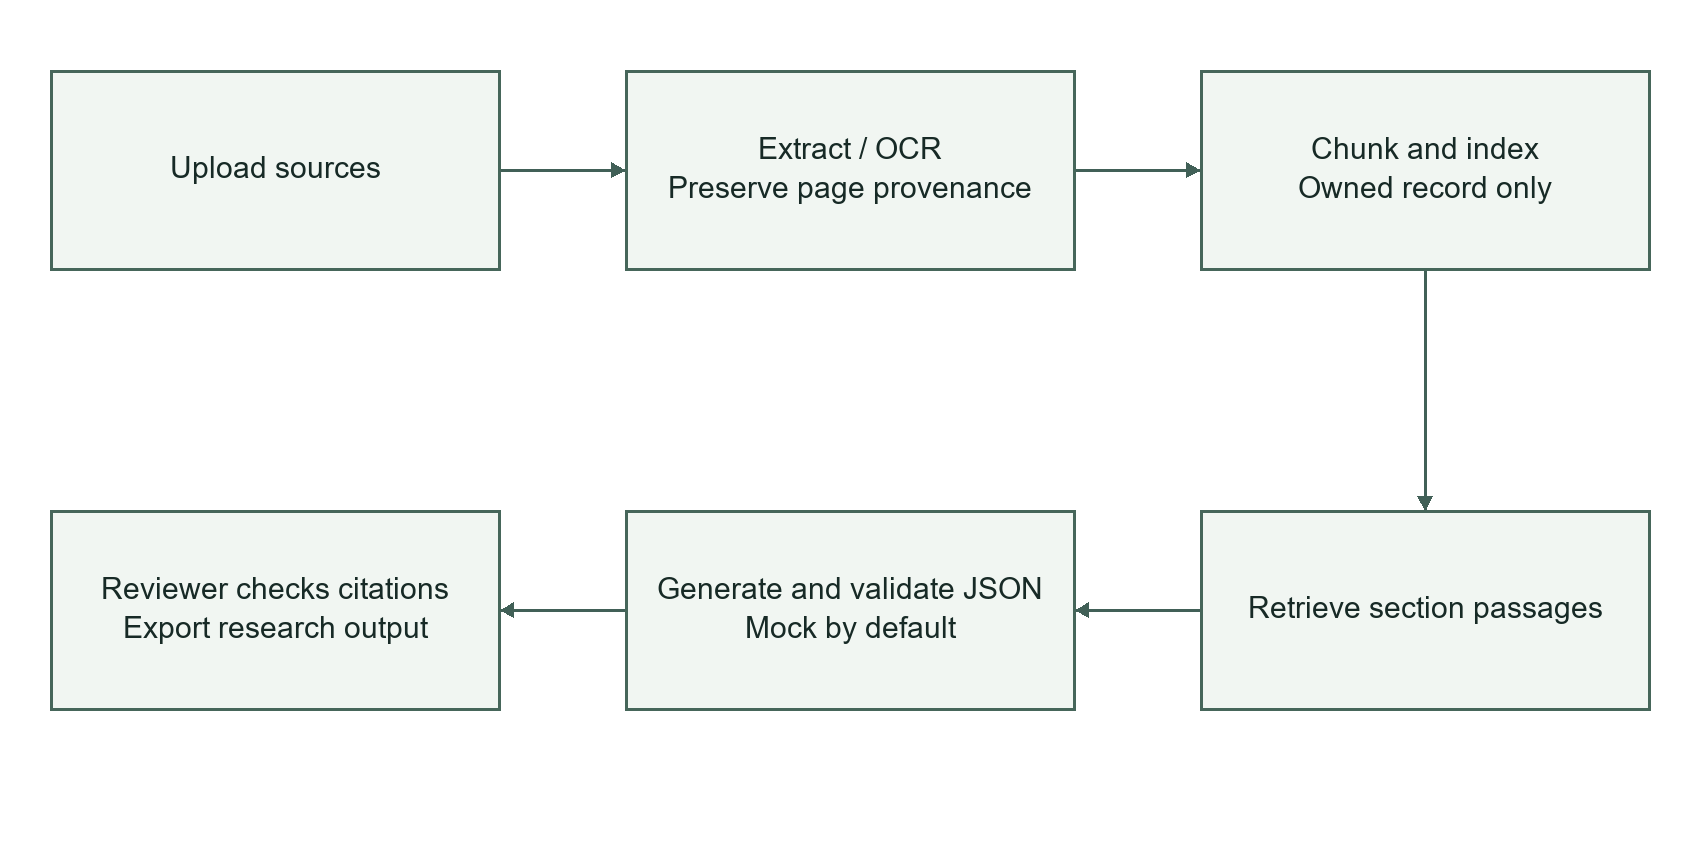 Upload sources
Extract / OCR
Preserve page provenance
Chunk and index
Owned record only
Retrieve section passages
Generate and validate JSON
Mock by default
Reviewer checks citations
Export research output